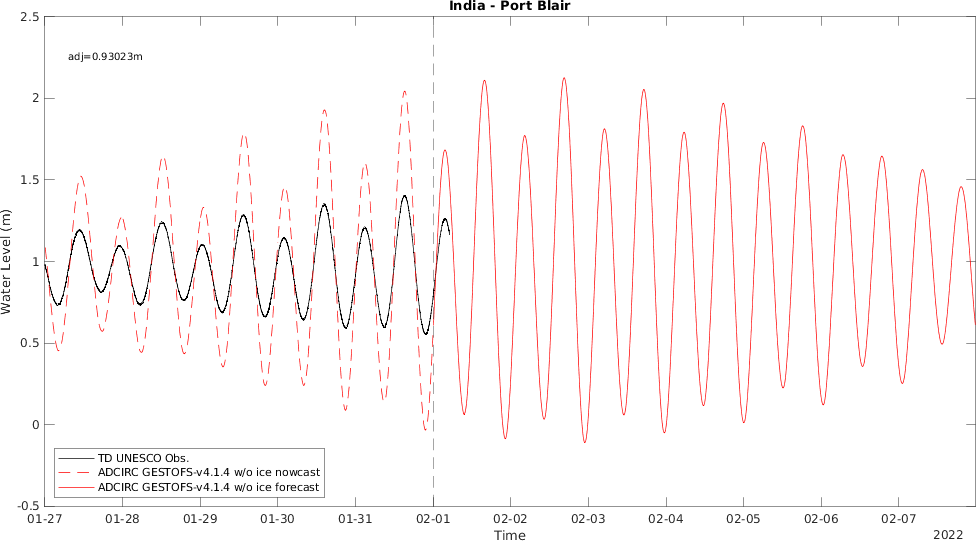 India - Port Blair
adj=0.93023m
2.5
2
1.5
1
0.5
0
-0.5
Water Level (m)
TD UNESCO Obs.
ADCIRC GESTOFS-v4.1.4 w/o ice nowcast
ADCIRC GESTOFS-v4.1.4 w/o ice forecast
01-27 01-28 01-29 01-30 01-31 02-01 02-02 02-03 02-04 02-05 02-06 02-07
Time
2022